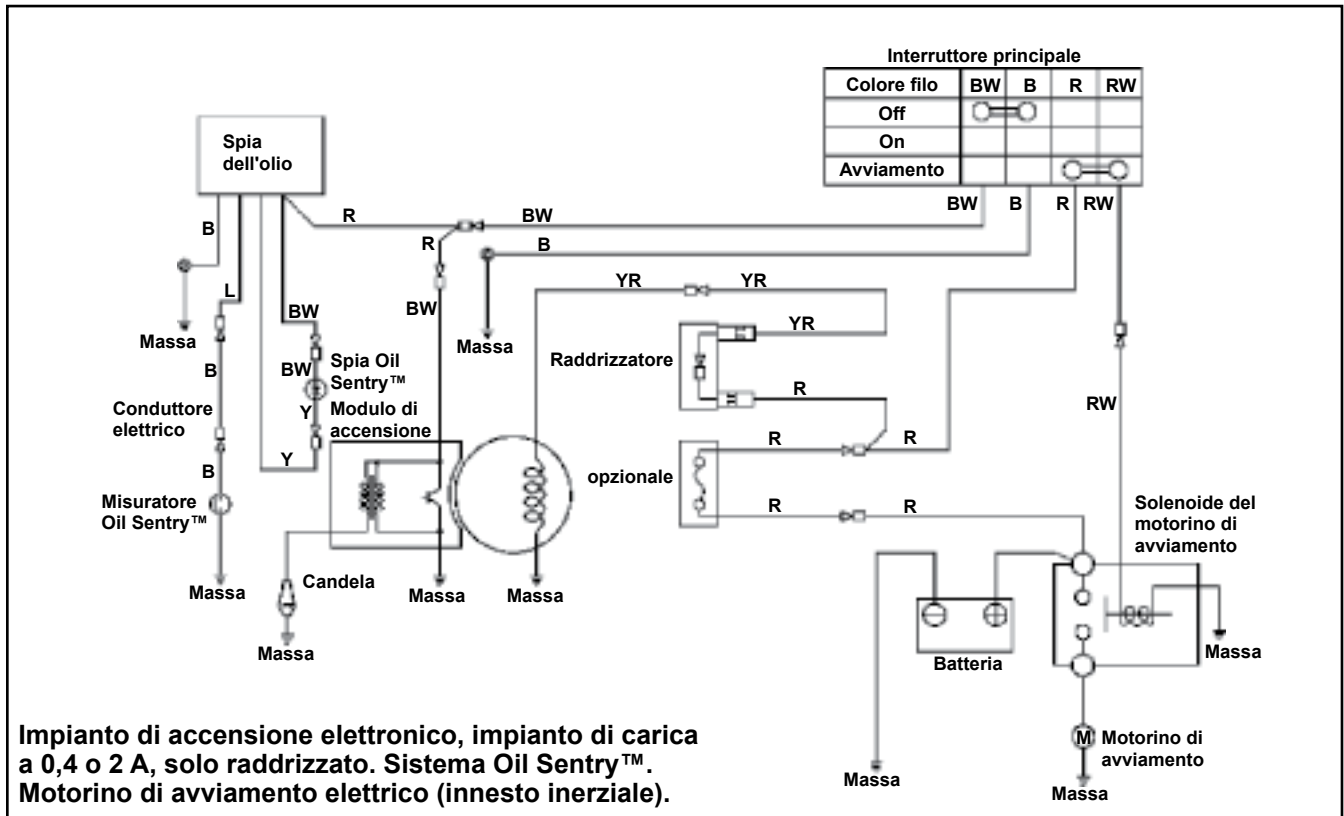 Interruttore principale
Colore filo BW B R RW
Off
On
Avviamento
BW B R RW
Spia
dell'olio
B
R
BW
R
B
L
BW
BW
YR YR
YR
Massa
Massa
Raddrizzatore
B
BW
Spia Oil
Sentry™
R
RW
Conduttore
elettrico
Y
Modulo di
accensione
R R
B
Y
opzionale
Misuratore
Oil Sentry™
R R
Solenoide del
motorino di
avviamento
Massa
Candela
Massa
Massa
Massa
Batteria
Massa
Impianto di accensione elettronico, impianto di carica
a 0,4 o 2 A, solo raddrizzato. Sistema Oil Sentry™.
Motorino di avviamento elettrico (innesto inerziale).
M
Motorino di
avviamento
Massa
Massa